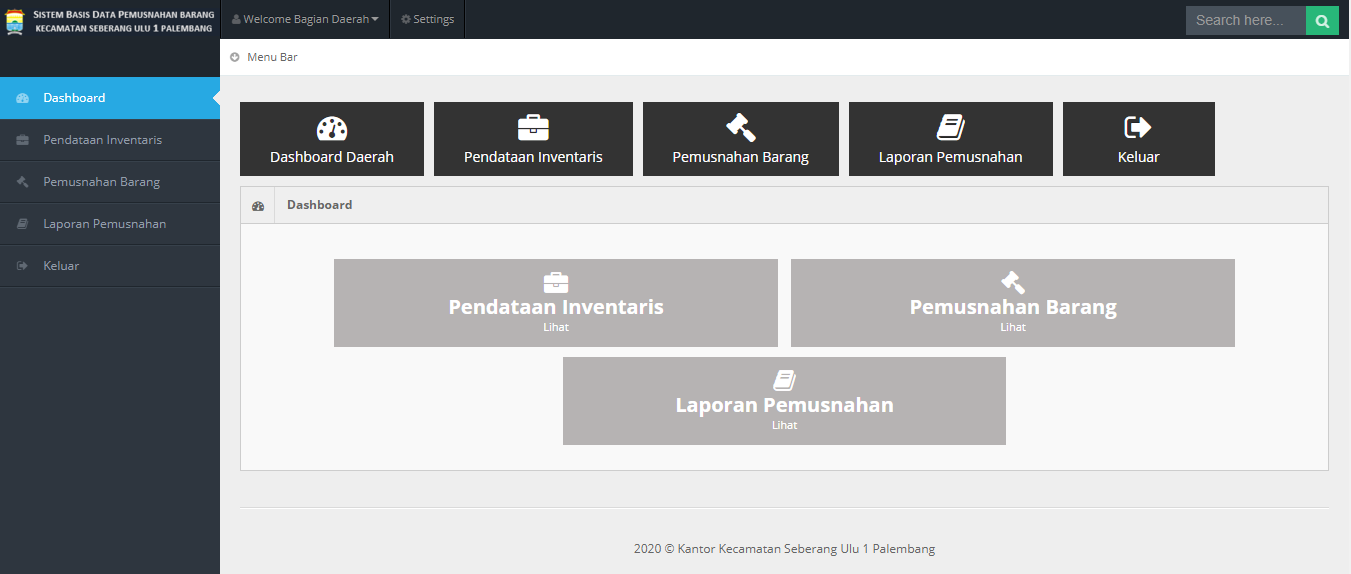 SISTEM BASIS DATA PEMUSNAHAN BARANG
KECAMATAN SEBERANG ULU 1 PALEMBANG
Welcome Bagian Daerah
Settings
Search here...
Menu Bar
Dashboard
Pendataan Inventaris
Pemusnahan Barang
Laporan Pemusnahan
Keluar
Dashboard Daerah
Pendataan Inventaris
Pemusnahan Barang
Laporan Pemusnahan
Keluar
Dashboard
Pendataan Inventaris
Lihat
Pemusnahan Barang
Lihat
Laporan Pemusnahan
Lihat
2020 © Kantor Kecamatan Seberang Ulu 1 Palembang